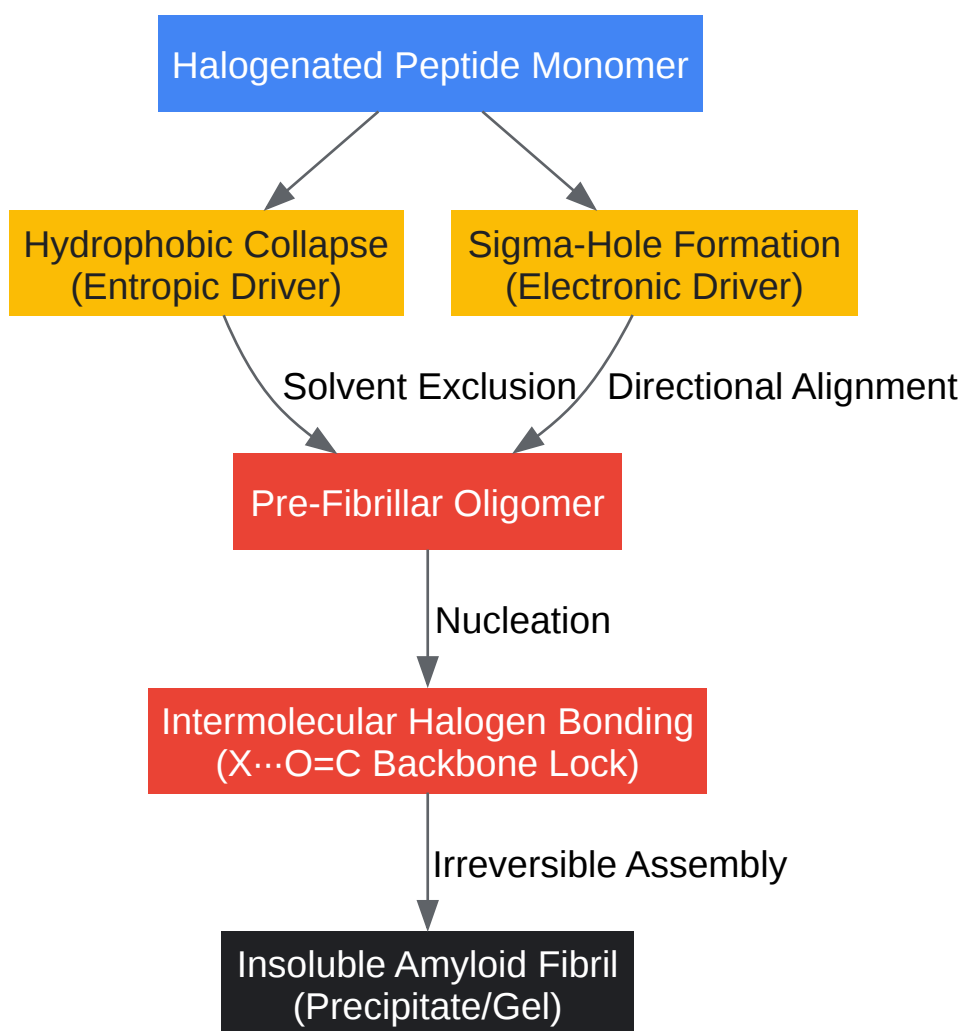 Halogenated Peptide Monomer
Hydrophobic Collapse
(Entropic Driver)
Sigma-Hole Formation
(Electronic Driver)
Solvent Exclusion
Directional Alignment
Pre-Fibrillar Oligomer
Nucleation
Intermolecular Halogen Bonding
(X···O=C Backbone Lock)
Irreversible Assembly
Insoluble Amyloid Fibril
(Precipitate/Gel)